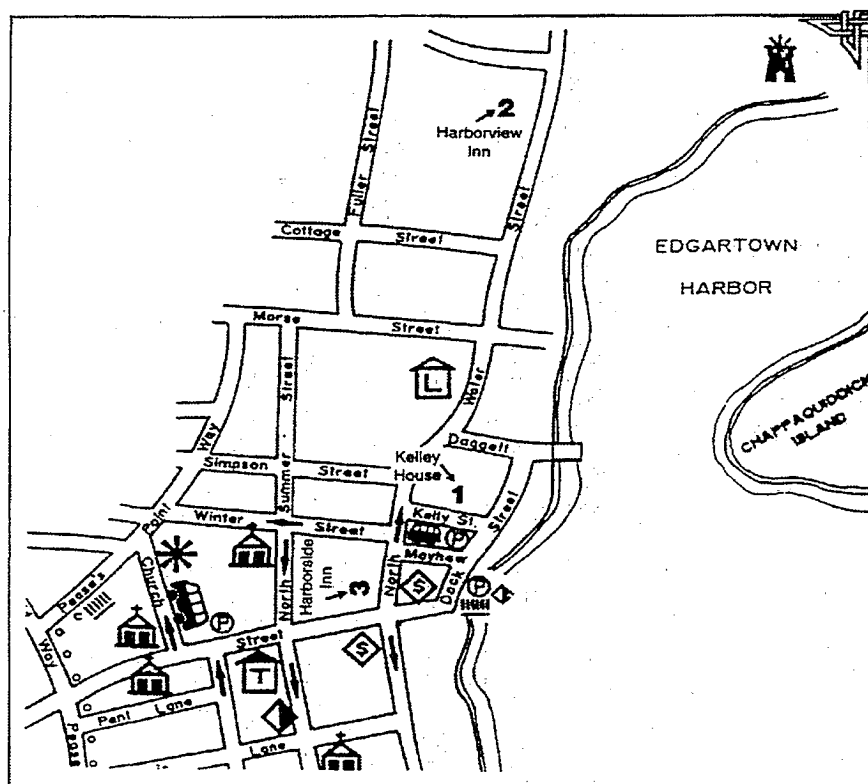 2
Harborview
Inn
Fuller Street
Street
Cottage Street
EDGARTOWN
HARBOR
Morse Street
CHAPPAQUIDDICK
ISLAND
L
Water
Daggett
Street
Kelley
House
1
Simpson Street
North Summer Street
Pease's Point Way
Winter Street
Kelly St.
P
Mayhew
North
Dock Street
S
P
Church
Harborside
Inn
3
P
Street
S
T
Way
Pent Lane
Pease
Lane